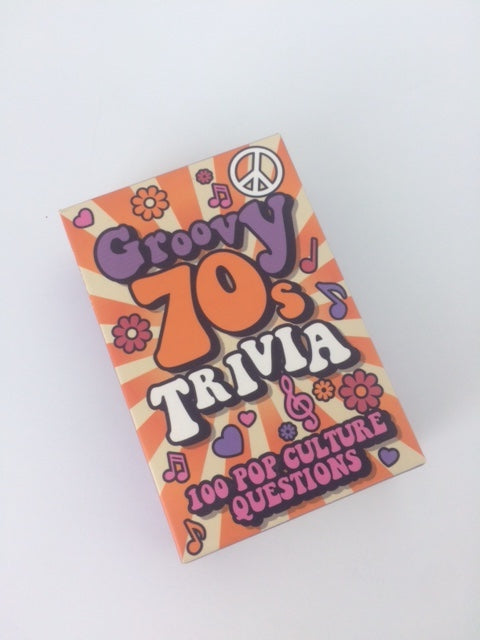 Groovy
70s
TRIVIA
100 POP CULTURE
QUESTIONS